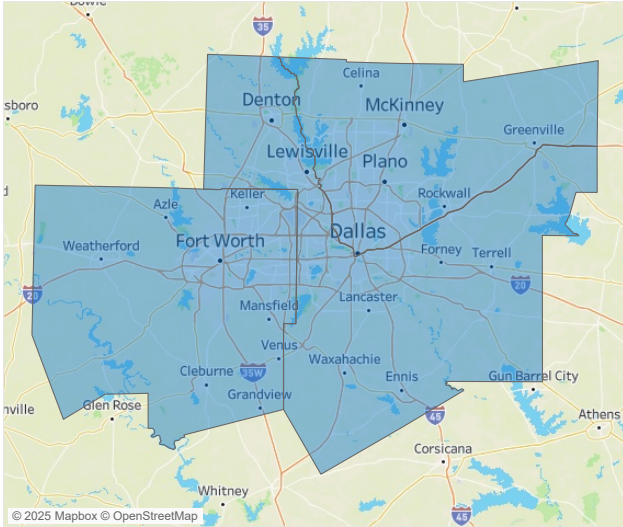 Bowie
35
Celina
Denton
McKinney
sboro
Greenville
Lewisville
Plano
Keller
Rockwall
Azle
Dallas
Fort Worth
Weatherford
Forney
Terrell
20
20
Lancaster
Mansfield
Venus
Waxahachie
Cleburne
35W
Ennis
Gun Barrel City
Grandview
Glen Rose
nville
45
Athens
Corsicana
Whitney
45
© 2025 Mapbox © OpenStreetMap